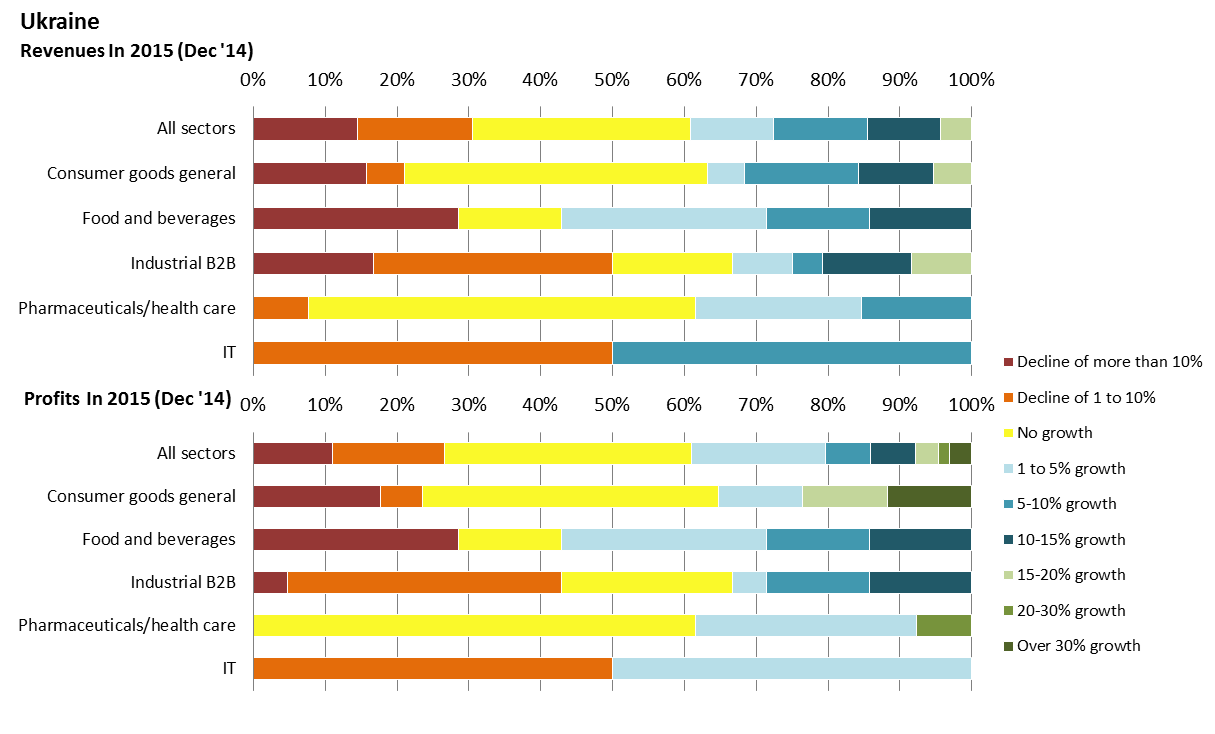 Ukraine
Revenues In 2015 (Dec '14)
0% 10% 20% 30% 40% 50% 60% 70% 80% 90% 100%
All sectors
Consumer goods general
Food and beverages
Industrial B2B
Pharmaceuticals/health care
IT
Profits In 2015 (Dec '14)
0% 10% 20% 30% 40% 50% 60% 70% 80% 90% 100%
All sectors
Consumer goods general
Food and beverages
Industrial B2B
Pharmaceuticals/health care
IT
Decline of more than 10%
Decline of 1 to 10%
No growth
1 to 5% growth
5-10% growth
10-15% growth
15-20% growth
20-30% growth
Over 30% growth